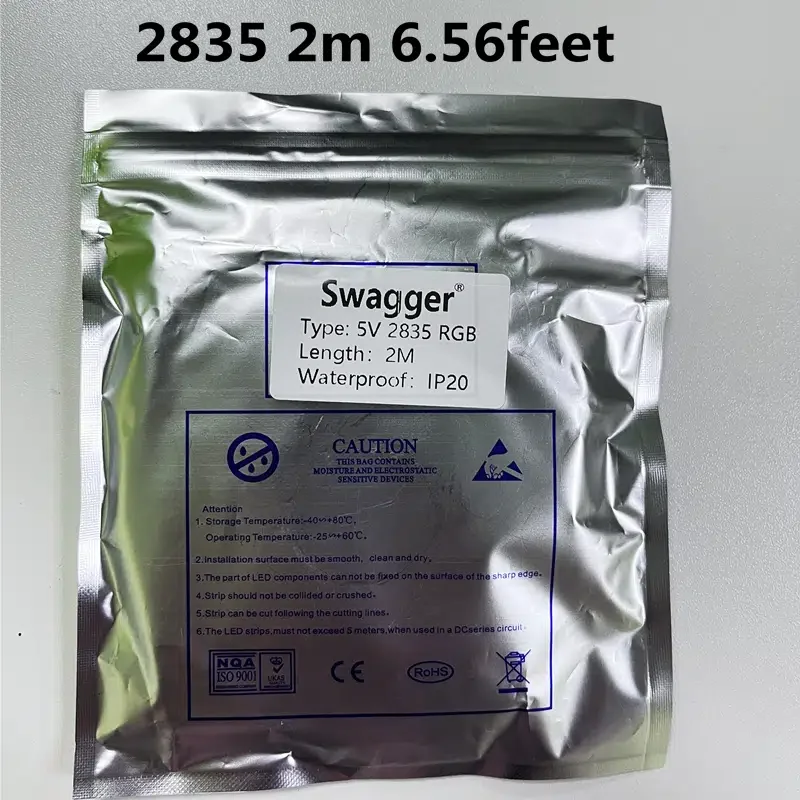 2835 2m 6.56feet
Swagger®
Type: 5V 2835 RGB
Length: 2M
Waterproof: IP20
CAUTION
THIS BAG CONTAINS
MOISTURE AND ELECTROSTATIC
SENSITIVE DEVICES
Attention
1. Storage Temperature:-40∽+80℃,
Operating Temperature:-25∽+60℃.
2.Installation surface must be smooth, clean and dry.
3.The part of LED components can not be fixed on the surface of the sharp edge.
4.Strip should not be collided or crushed.
5.Strip can be cut following the cutting lines.
6.The LED strips,must not exceed 5 meters,when used in a DCseries circuit.
NQA
ISO 9001
UKAS
CE
RoHS